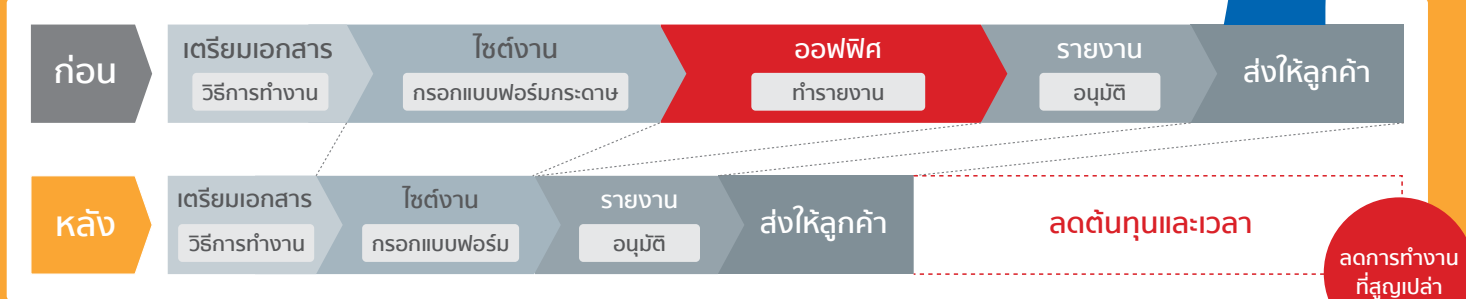 ก่อน
เตรียมเอกสาร
วิธีการทำงาน
ไซต์งาน
กรอกแบบฟอร์มกระดาษ
ออฟฟิศ
ทำรายงาน
รายงาน
อนุมัติ
ส่งให้ลูกค้า
หลัง
เตรียมเอกสาร
วิธีการทำงาน
ไซต์งาน
กรอกแบบฟอร์ม
รายงาน
อนุมัติ
ส่งให้ลูกค้า
ลดต้นทุนและเวลา
ลดการทำงาน
ที่สูญเปล่า